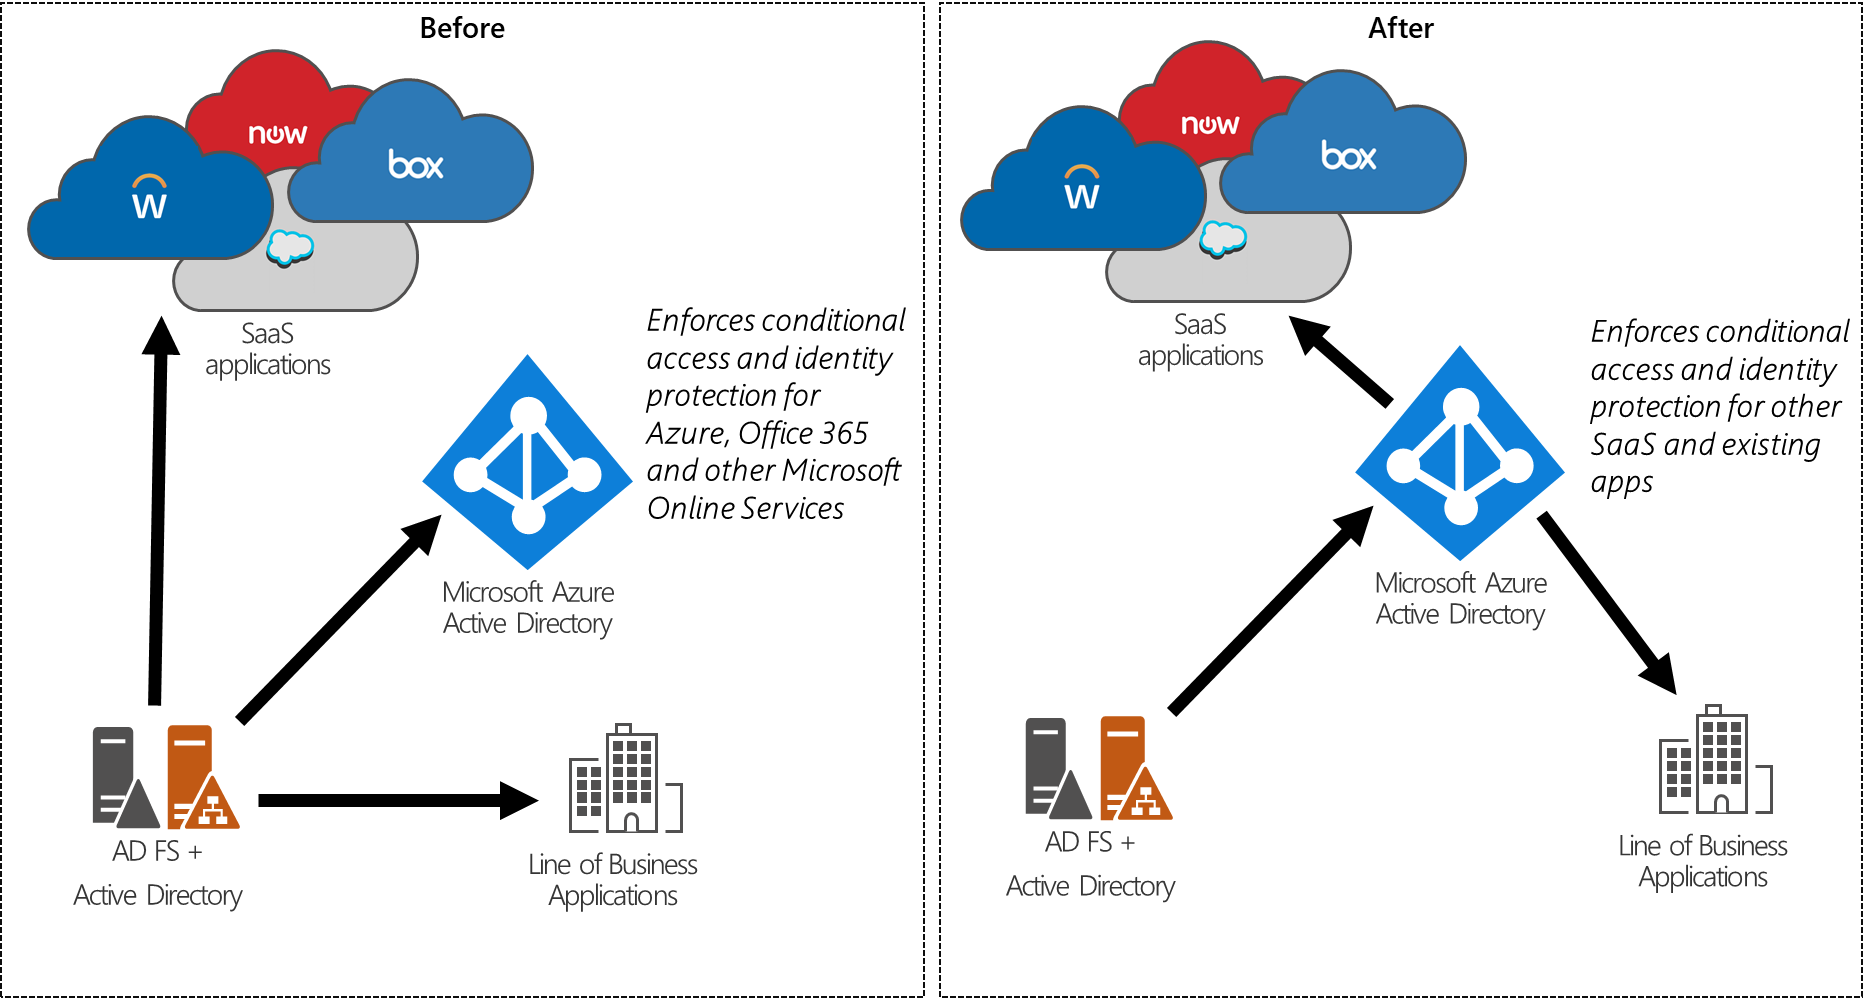 Before
now
box
W
SaaS
applications
Enforces conditional
access and identity
protection for
Azure, Office 365
and other Microsoft
Online Services
Microsoft Azure
Active Directory
AD FS +
Active Directory
Line of Business
Applications
After
now
box
W
SaaS
applications
Enforces conditional
access and identity
protection for other
SaaS and existing
apps
Microsoft Azure
Active Directory
AD FS +
Active Directory
Line of Business
Applications